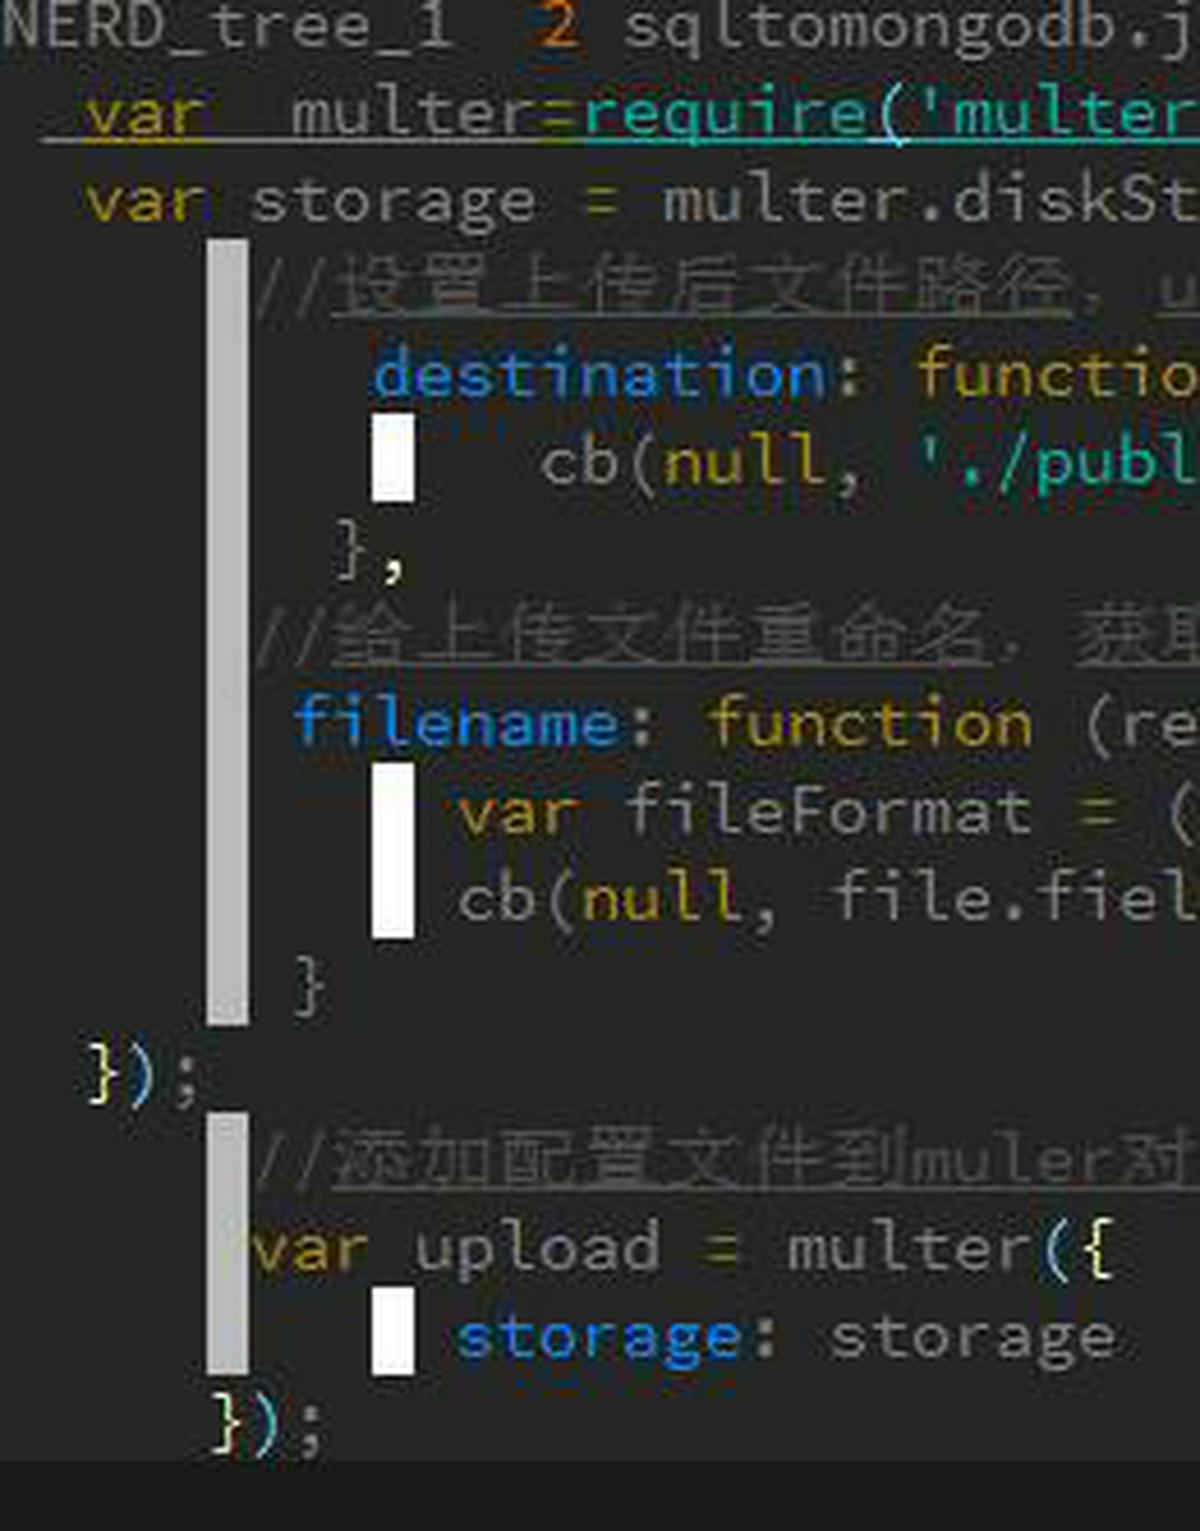 NERD_tree_1 2 sqltomongodb.j
var multer=require('multer
var storage = multer.diskSt
//设置上传后文件路径，u
destination: functio
cb(null, './publ
},
//给上传文件重命名，获取
filename: function (re
var fileFormat = (
cb(null, file.fiel
}
});
//添加配置文件到muler对
var upload = multer({
storage: storage
});